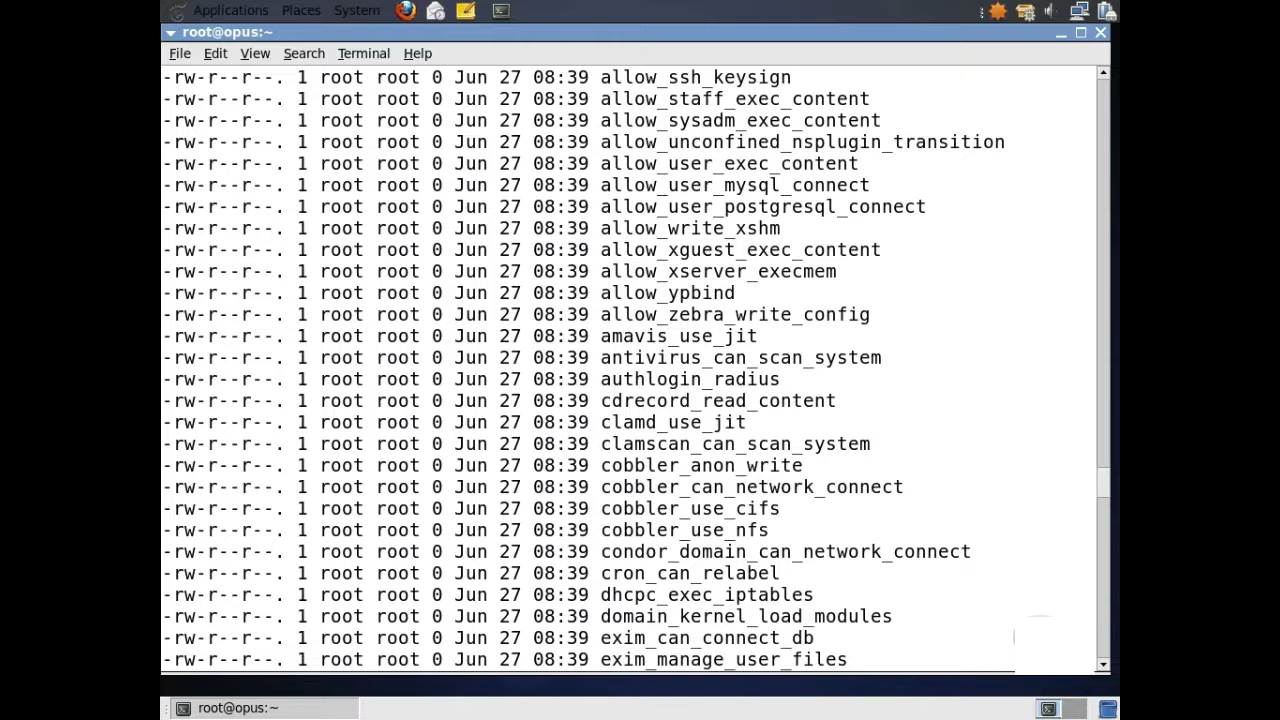 Applications Places System
root@opus:~
File Edit View Search Terminal Help
-rw-r--r--. 1 root root 0 Jun 27 08:39 allow_ssh_keysign
-rw-r--r--. 1 root root 0 Jun 27 08:39 allow_staff_exec_content
-rw-r--r--. 1 root root 0 Jun 27 08:39 allow_sysadm_exec_content
-rw-r--r--. 1 root root 0 Jun 27 08:39 allow_unconfined_nsplugin_transition
-rw-r--r--. 1 root root 0 Jun 27 08:39 allow_user_exec_content
-rw-r--r--. 1 root root 0 Jun 27 08:39 allow_user_mysql_connect
-rw-r--r--. 1 root root 0 Jun 27 08:39 allow_user_postgresql_connect
-rw-r--r--. 1 root root 0 Jun 27 08:39 allow_write_xshm
-rw-r--r--. 1 root root 0 Jun 27 08:39 allow_xguest_exec_content
-rw-r--r--. 1 root root 0 Jun 27 08:39 allow_xserver_execmem
-rw-r--r--. 1 root root 0 Jun 27 08:39 allow_ypbind
-rw-r--r--. 1 root root 0 Jun 27 08:39 allow_zebra_write_config
-rw-r--r--. 1 root root 0 Jun 27 08:39 amavis_use_jit
-rw-r--r--. 1 root root 0 Jun 27 08:39 antivirus_can_scan_system
-rw-r--r--. 1 root root 0 Jun 27 08:39 authlogin_radius
-rw-r--r--. 1 root root 0 Jun 27 08:39 cdrecord_read_content
-rw-r--r--. 1 root root 0 Jun 27 08:39 clamd_use_jit
-rw-r--r--. 1 root root 0 Jun 27 08:39 clamscan_can_scan_system
-rw-r--r--. 1 root root 0 Jun 27 08:39 cobbler_anon_write
-rw-r--r--. 1 root root 0 Jun 27 08:39 cobbler_can_network_connect
-rw-r--r--. 1 root root 0 Jun 27 08:39 cobbler_use_cifs
-rw-r--r--. 1 root root 0 Jun 27 08:39 cobbler_use_nfs
-rw-r--r--. 1 root root 0 Jun 27 08:39 condor_domain_can_network_connect
-rw-r--r--. 1 root root 0 Jun 27 08:39 cron_can_relabel
-rw-r--r--. 1 root root 0 Jun 27 08:39 dhcpc_exec_iptables
-rw-r--r--. 1 root root 0 Jun 27 08:39 domain_kernel_load_modules
-rw-r--r--. 1 root root 0 Jun 27 08:39 exim_can_connect_db
-rw-r--r--. 1 root root 0 Jun 27 08:39 exim_manage_user_files
root@opus:~